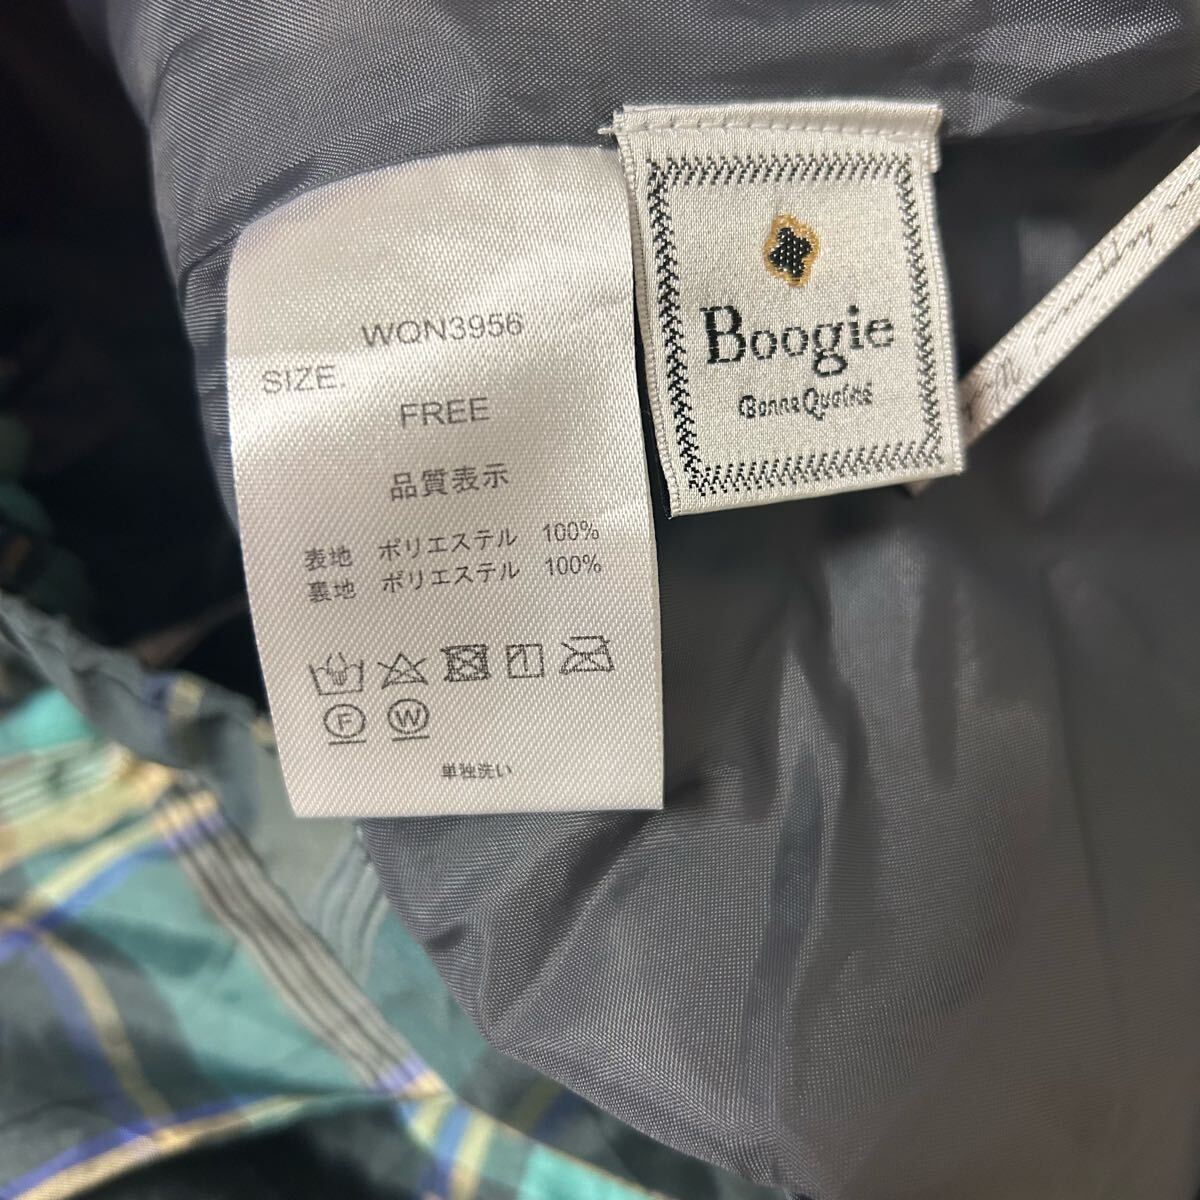 WQN3956
SIZE.
FREE
品質表示
表地 ポリエステル 100%
裏地 ポリエステル 100%
F W
単独洗い
Boogie